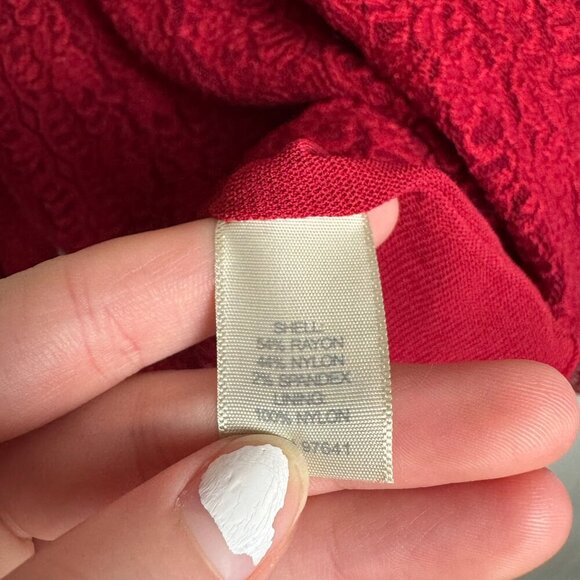 SHELL:
54% RAYON
44% NYLON
2% SPANDEX
LINING:
100% NYLON
97641